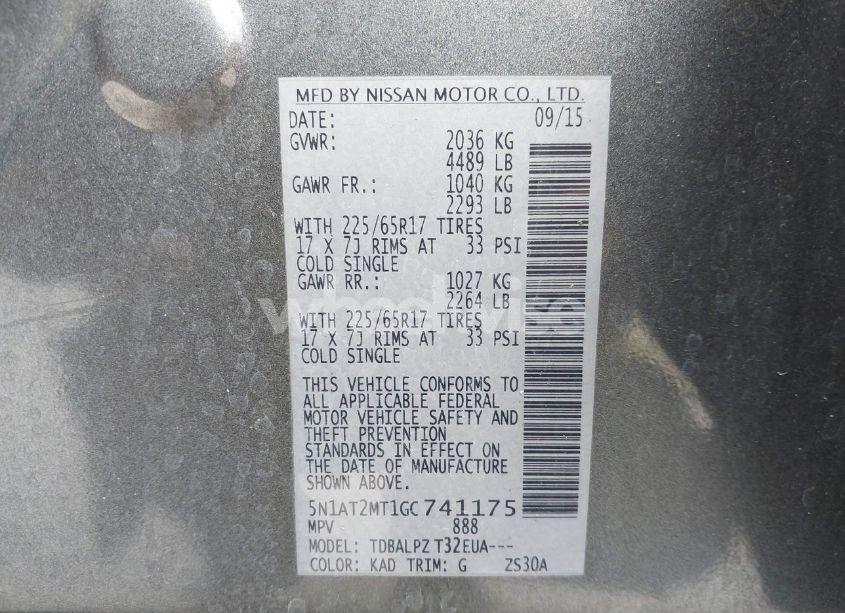 MFD BY NISSAN MOTOR CO., LTD.
DATE: 09/15
GVWR: 2036 KG
4489 LB
GAWR FR.: 1040 KG
2293 LB
WITH 225/65R17 TIRES
17 X 7J RIMS AT 33 PSI
COLD SINGLE
GAWR RR.: 1027 KG
2264 LB
WITH 225/65R17 TIRES
17 X 7J RIMS AT 33 PSI
COLD SINGLE
THIS VEHICLE CONFORMS TO
ALL APPLICABLE FEDERAL
MOTOR VEHICLE SAFETY AND
THEFT PREVENTION
STANDARDS IN EFFECT ON
THE DATE OF MANUFACTURE
SHOWN ABOVE.
5N1AT2MT1GC741175
MPV 888
MODEL: TDBALPZ T32EUA---
COLOR: KAD TRIM: G ZS30A